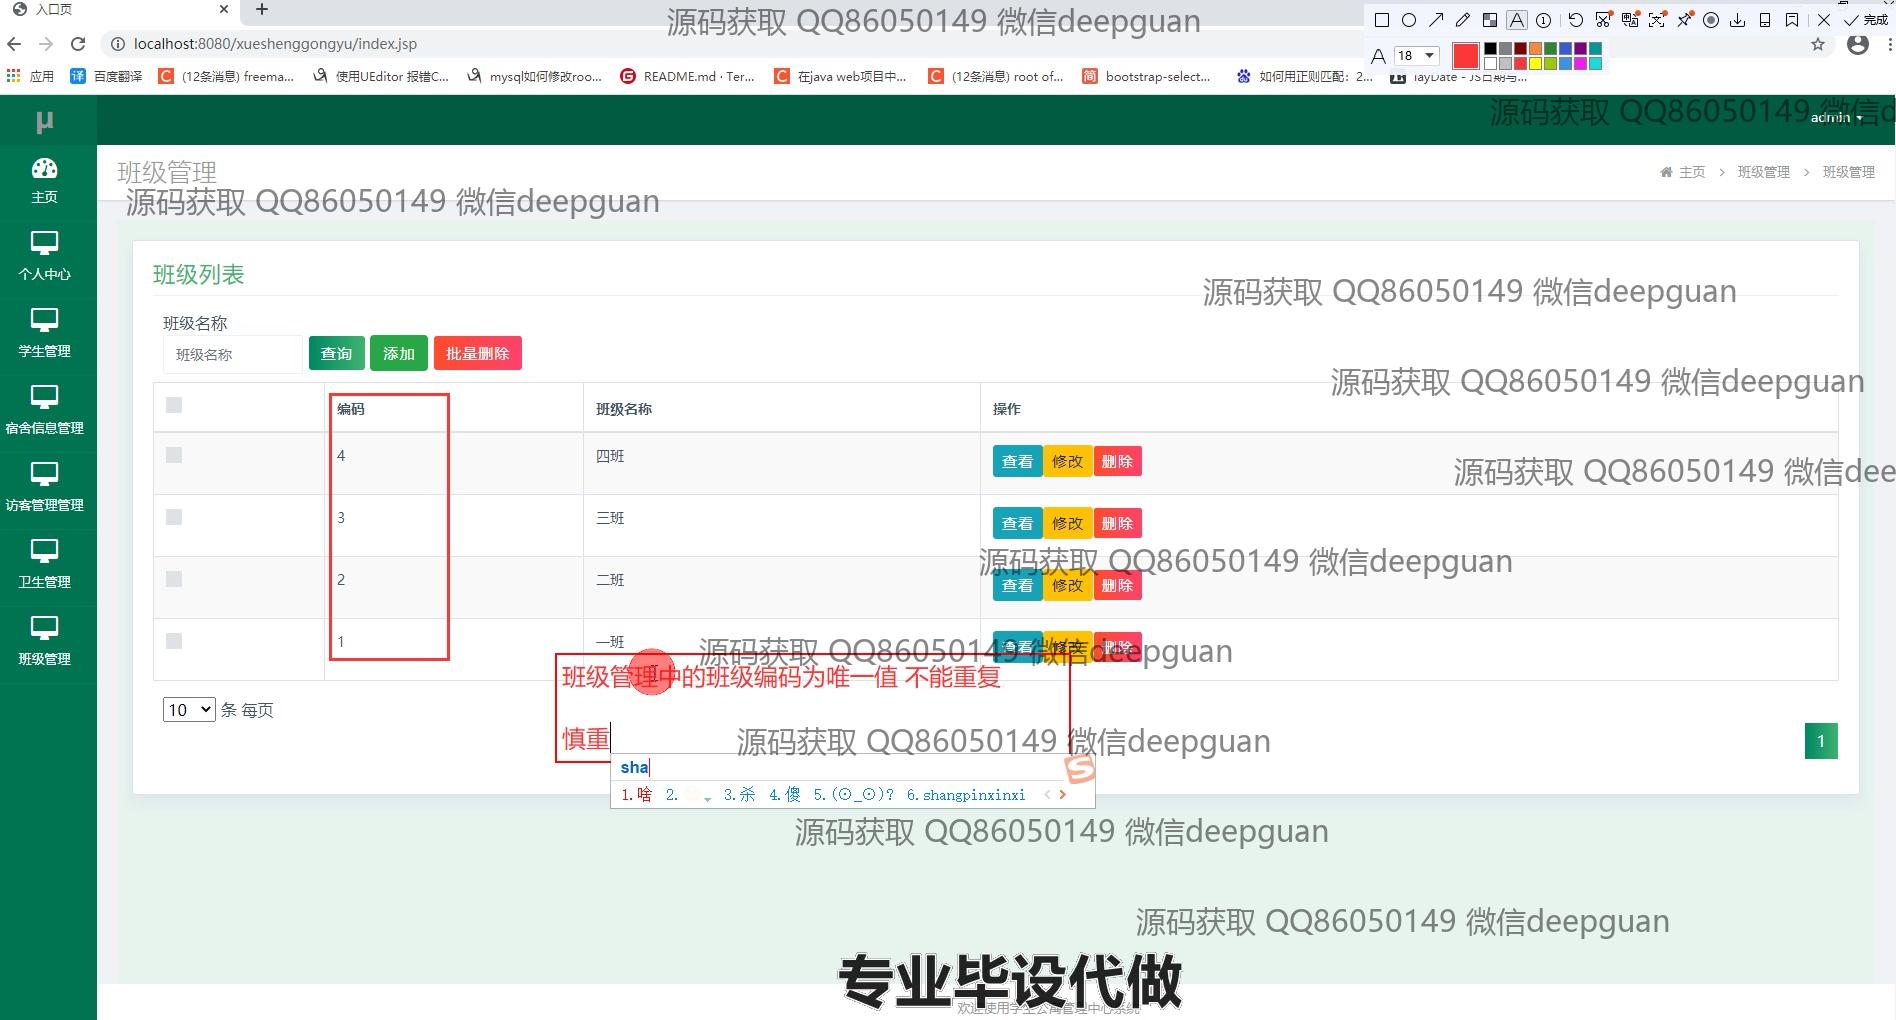 入口页
源码获取 QQ86050149 微信deepguan
18
完成
localhost:8080/xueshenggongyu/index.jsp
应用
百度翻译
(12条消息) freema...
使用UEditor 报错C...
mysql如何修改roo...
README.md · Ter...
在java web项目中...
(12条消息) root of...
bootstrap-select...
如何用正则匹配：2...
layDate - JS日期与...
μ
源码获取 QQ86050149 微信d
admin
主页
班级管理
主页 > 班级管理 > 班级管理
源码获取 QQ86050149 微信deepguan
个人中心
班级列表
源码获取 QQ86050149 微信deepguan
学生管理
班级名称
班级名称
查询
添加
批量删除
源码获取 QQ86050149 微信deepguan
编码
班级名称
操作
宿舍信息管理
4
四班
查看
修改
删除
源码获取 QQ86050149 微信dee
访客管理管理
3
三班
查看
修改
删除
源码获取 QQ86050149 微信deepguan
卫生管理
2
二班
查看
修改
删除
1
一班
查看
修改
删除
源码获取 QQ86050149 微信deepguan
班级管理
班级管理中的班级编码为唯一值 不能重复
10 条 每页
慎重
源码获取 QQ86050149 微信deepguan
1
sha
1.啥 2. 3.杀 4.傻 5.(⊙_⊙)? 6.shangpinxinxi
源码获取 QQ86050149 微信deepguan
源码获取 QQ86050149 微信deepguan
专业毕设代做
欢迎使用学生公寓管理中心系统